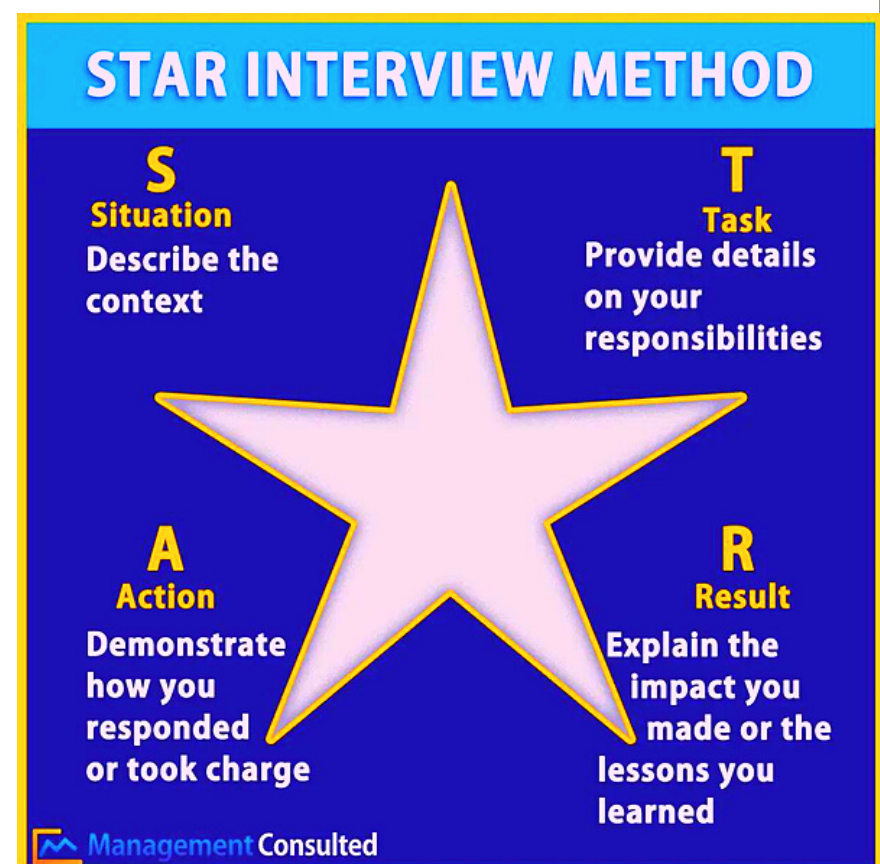 STAR INTERVIEW METHOD
S
Situation
Describe the
context
T
Task
Provide details
on your
responsibilities
A
Action
Demonstrate
how you
responded
or took charge
R
Result
Explain the
impact you
made or the
lessons you
learned
Management Consulted